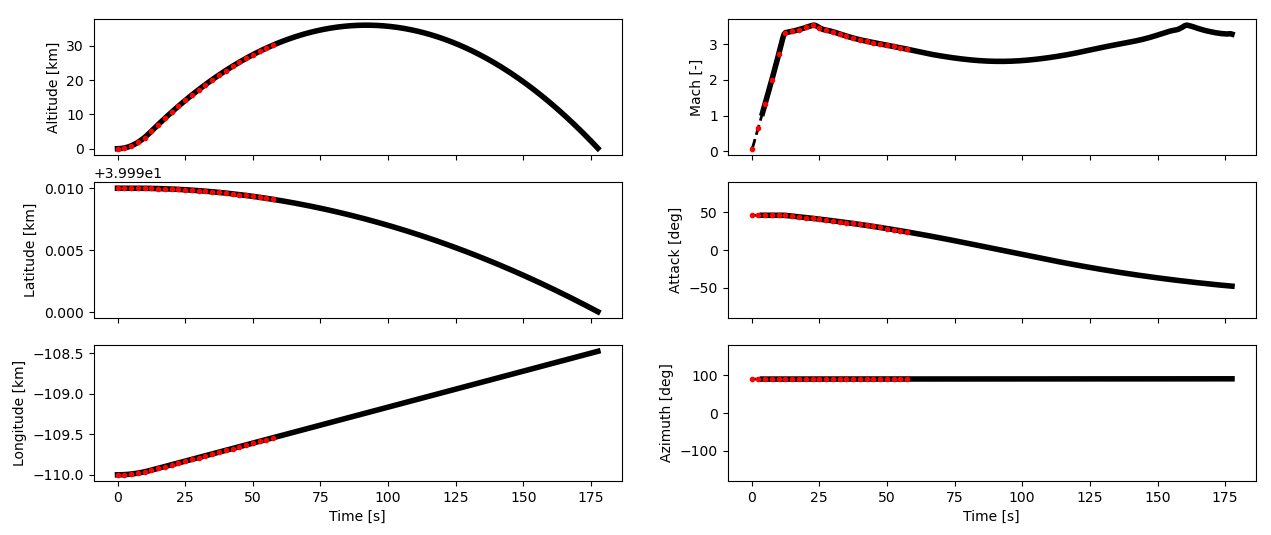 Altitude [km]
30
20
10
0
Mach [-]
3
2
1
0
+3.999e1
Latitude [km]
0.010
0.005
0.000
Attack [deg]
50
0
−50
Longitude [km]
−108.5
−109.0
−109.5
−110.0
0 25 50 75 100 125 150 175
Time [s]
Azimuth [deg]
100
0
−100
0 25 50 75 100 125 150 175
Time [s]